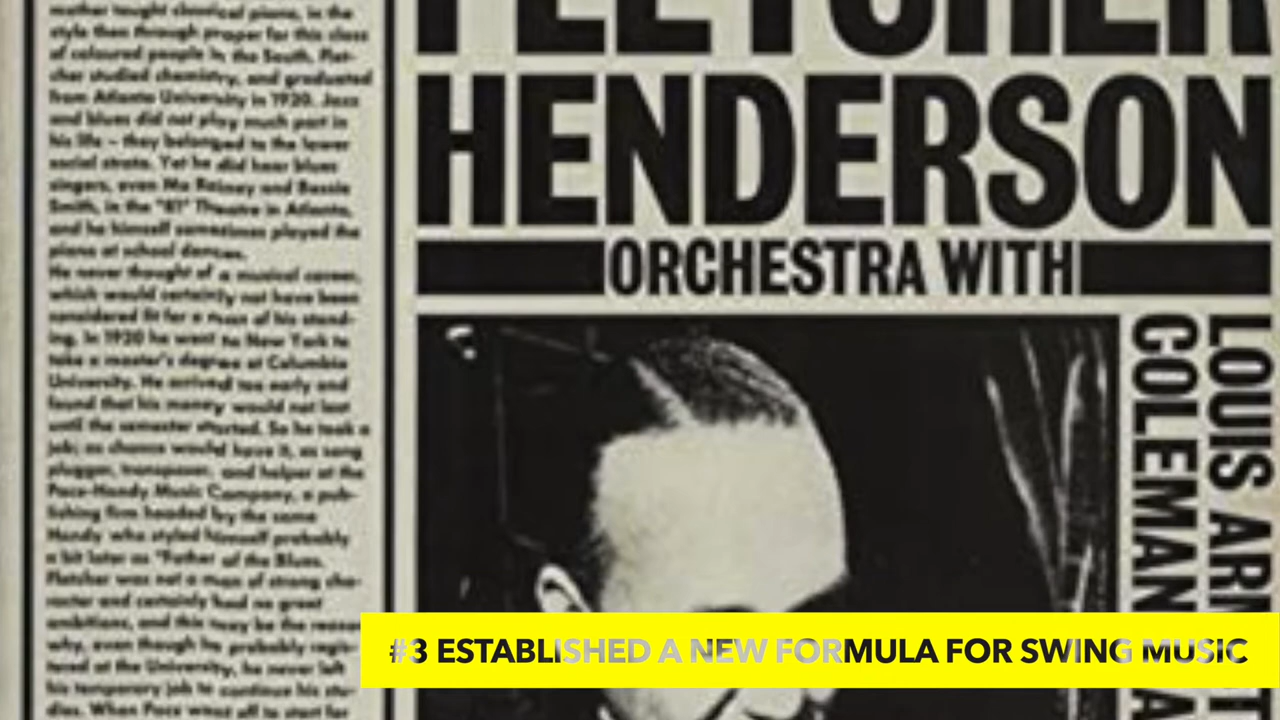 mother taught classical piano, in the
style then thought proper for this class
of coloured people in the South. Flet-
cher studied chemistry, and graduated
from Atlanta University in 1920. Jazz
and blues did not play much part in
his life – they belonged to the lower
social strata. Yet he did hear blues
singers, even Ma Rainey and Bessie
Smith, in the "81" Theatre in Atlanta,
and he himself sometimes played the
piano at school dances.
He never thought of a musical career,
which would certainly not have been
considered fit for a man of his stand-
ing. In 1920 he went to New York to
take a master's degree at Columbia
University. He arrived too early and
found that his money would not last
until the semester started. So he took a
job; as chance would have it, as song
plugger, transposer, and helper at the
Pace-Handy Music Company, a pub-
lishing firm headed by the same
Handy who styled himself probably
a bit later as "Father of the Blues.
Fletcher was not a man of strong cha-
racter and certainly had no great
ambitions, and this may be the reason
why, even though he probably regis-
tered at the University, he never left
his temporary job to continue his stu-
dies. When Pace went off to start
FLETCHER
HENDERSON
ORCHESTRA WITH
LOUIS
COLEMAN
#3 ESTABLISHED A NEW FORMULA FOR SWING MUSIC